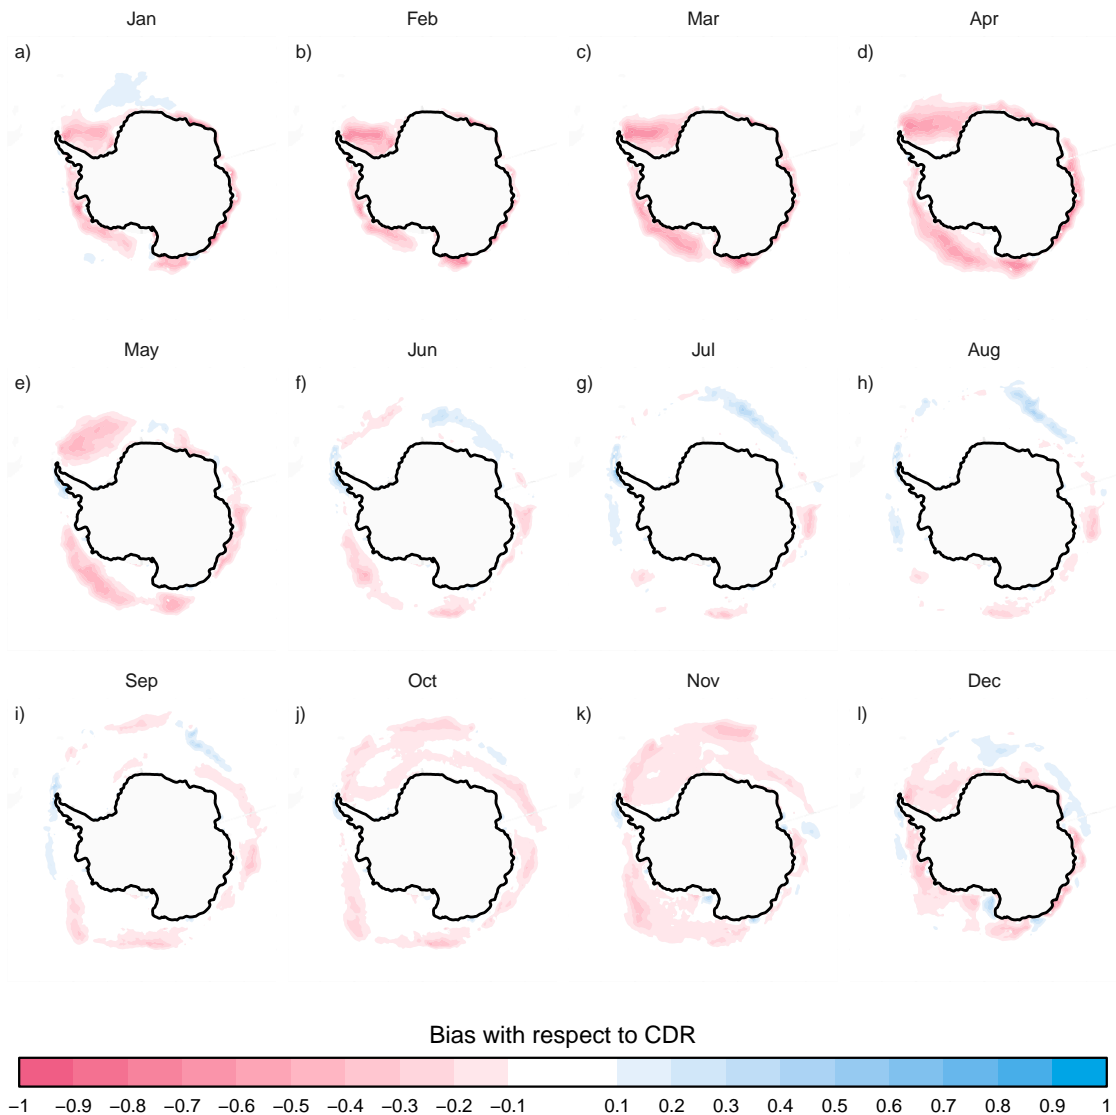 Jan Feb Mar Apr
a) b) c) d)
May Jun Jul Aug
e) f) g) h)
Sep Oct Nov Dec
i) j) k) l)
Bias with respect to CDR
−1 −0.9 −0.8 −0.7 −0.6 −0.5 −0.4 −0.3 −0.2 −0.1 0.1 0.2 0.3 0.4 0.5 0.6 0.7 0.8 0.9 1